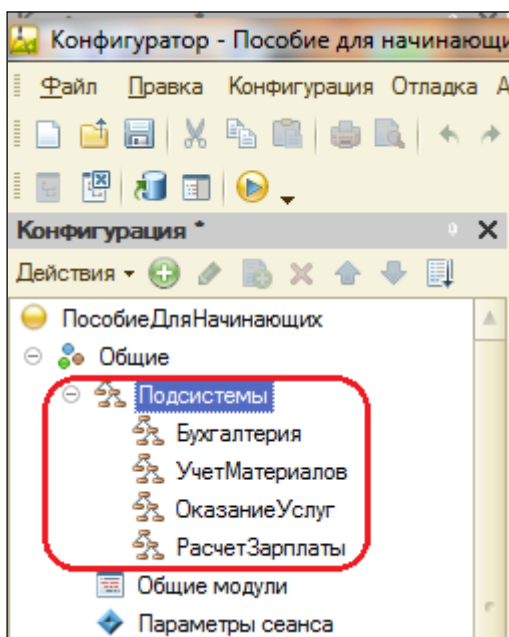 Конфигуратор - Пособие для начинающи
Файл Правка Конфигурация Отладка А
Конфигурация *
Действия
ПособиеДляНачинающих
Общие
Подсистемы
Бухгалтерия
УчетМатериалов
ОказаниеУслуг
РасчетЗарплаты
Общие модули
Параметры сеанса